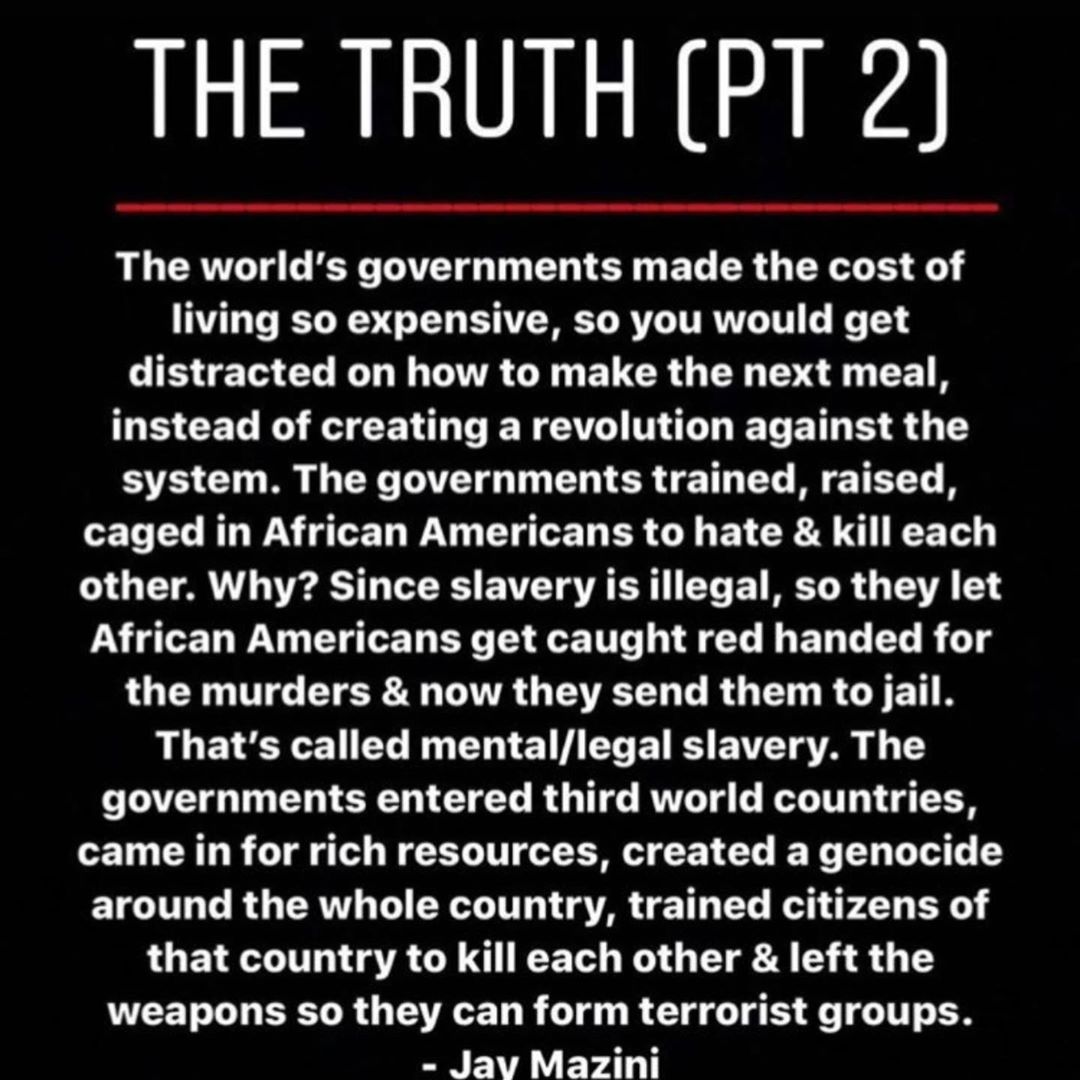 THE TRUTH (PT 2)
The world's governments made the cost of
living so expensive, so you would get
distracted on how to make the next meal,
instead of creating a revolution against the
system. The governments trained, raised,
caged in African Americans to hate & kill each
other. Why? Since slavery is illegal, so they let
African Americans get caught red handed for
the murders & now they send them to jail.
That's called mental/legal slavery. The
governments entered third world countries,
came in for rich resources, created a genocide
around the whole country, trained citizens of
that country to kill each other & left the
weapons so they can form terrorist groups.
- Jay Mazini